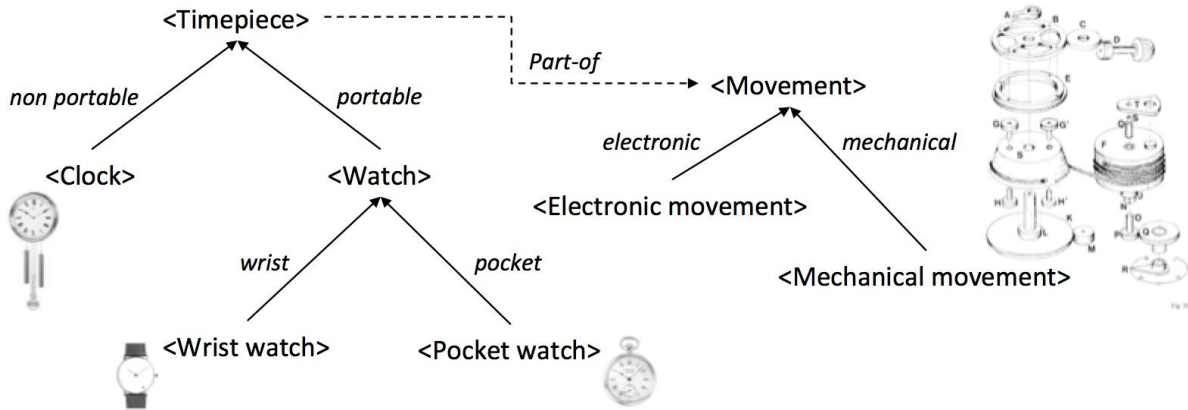 <Timepiece>
Part-of
<Movement>
non portable
portable
electronic
mechanical
<Clock>
<Watch>
<Electronic movement>
wrist
pocket
<Mechanical movement>
<Wrist watch>
<Pocket watch>
A
B
C
D
E
T
S
G
G'
F
S
H
H'
N
J
K
O
L
M
P
Q
R